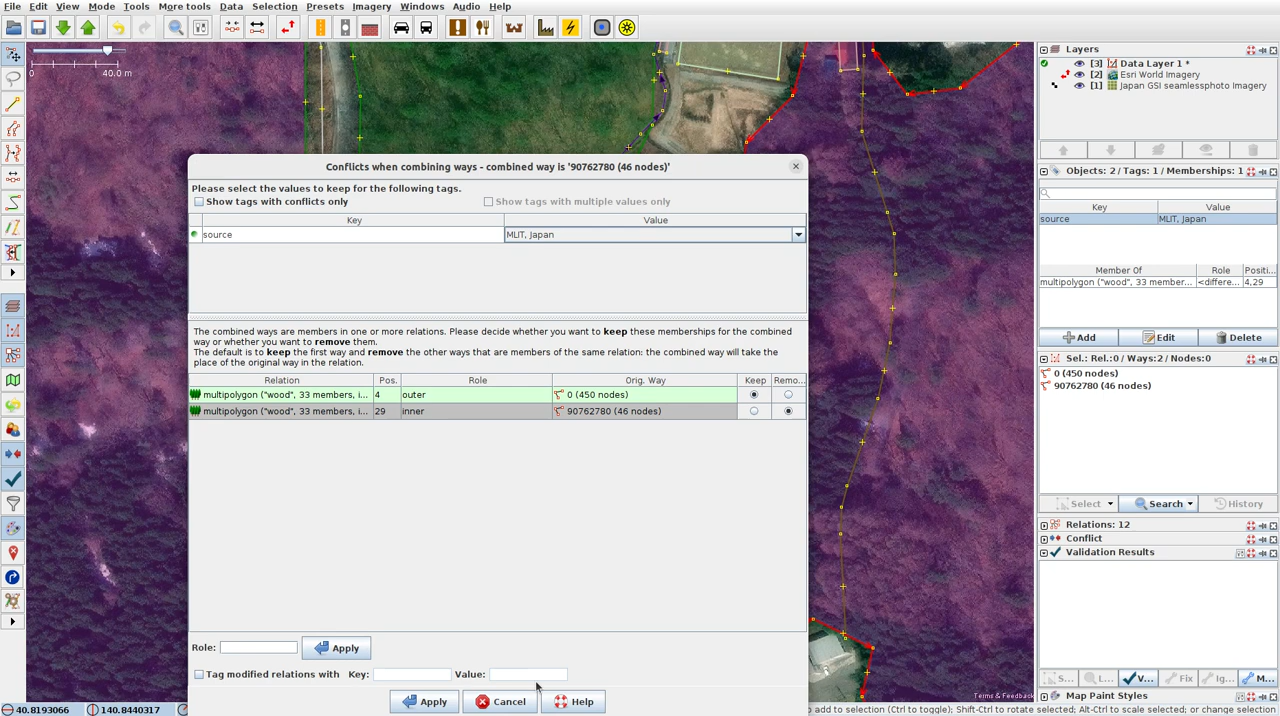 File Edit View Mode Tools More tools Data Selection Presets Imagery Windows Tags Audio Help
0 40.0 m
Layers
[3] Data Layer 1 *
[2] Esri World Imagery
[1] Japan GSI seamlessphoto Imagery
Objects: 2 / Tags: 1 / Memberships: 1
Key Value
source MLIT, Japan
Member Of Role Positi...
multipolygon ("wood", 33 member... <differe... 4,29
Add Edit Delete
Sel.: Rel.:0 / Ways:2 / Nodes:0
0 (450 nodes)
90762780 (46 nodes)
Select Search History
Relations: 12
Conflict
Validation Results
S... L... V... Fix Ig... M...
Map Paint Styles
Conflicts when combining ways - combined way is '90762780 (46 nodes)'
Please select the values to keep for the following tags.
Show tags with conflicts only Show tags with multiple values only
Key Value
source MLIT, Japan
The combined ways are members in one or more relations. Please decide whether you want to keep these memberships for the combined
way or whether you want to remove them.
The default is to keep the first way and remove the other ways that are members of the same relation: the combined way will take the
place of the original way in the relation.
Relation Pos. Role Orig. Way Keep Remo...
multipolygon ("wood", 33 members, i... 4 outer 0 (450 nodes)
multipolygon ("wood", 33 members, i... 29 inner 90762780 (46 nodes)
Role: Apply
Tag modified relations with Key: Value:
Apply Cancel Help
Terms & Feedback
40.8193066 140.8440317 o add to selection (Ctrl to toggle); Shift-Ctrl to rotate selected; Alt-Ctrl to scale selected; or change selection